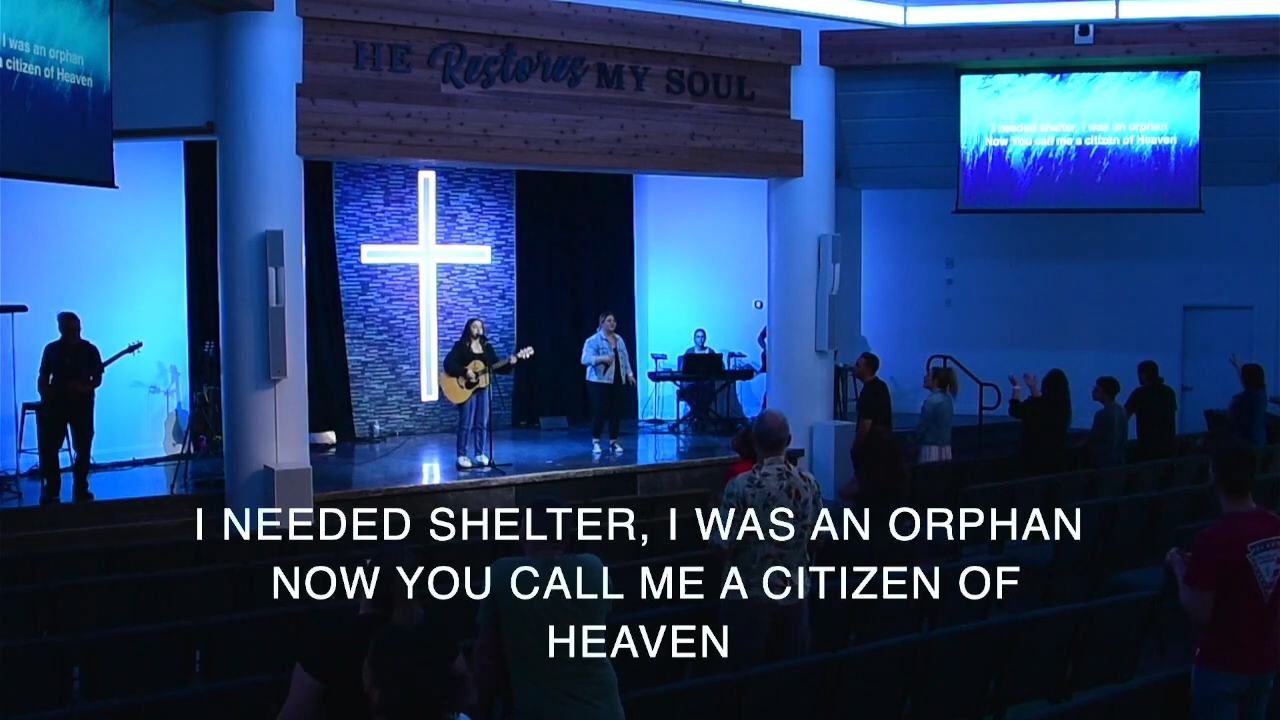 I was an orphan
a citizen of Heaven
HE Restores MY SOUL
I needed shelter, I was an orphan
Now You call me a citizen of Heaven
I NEEDED SHELTER, I WAS AN ORPHAN
NOW YOU CALL ME A CITIZEN OF
HEAVEN